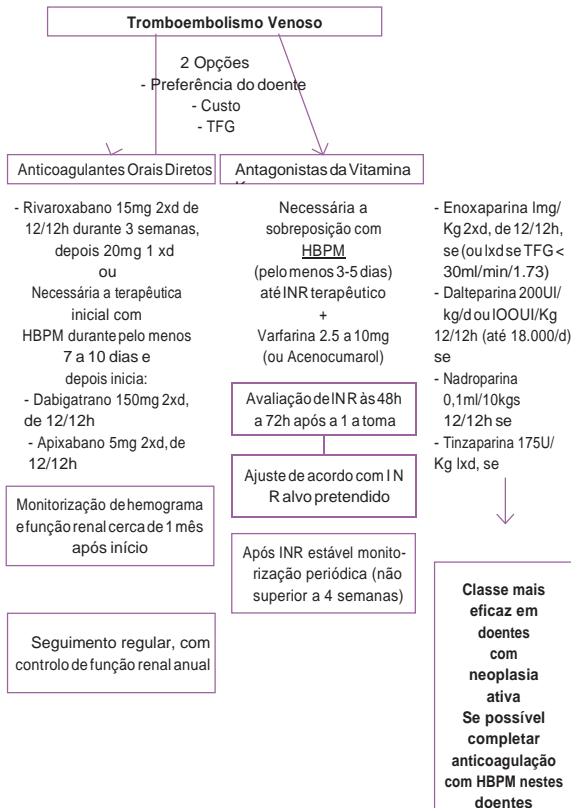 Tromboembolismo Venoso
2 Opções
- Preferência do doente
- Custo
- TFG
Anticoagulantes Orais Diretos
- Rivaroxabano 15mg 2xd de
12/12h durante 3 semanas,
depois 20mg 1 xd
ou
Necessária a terapêutica
inicial com
HBPM durante pelo menos
7 a 10 dias e
depois inicia:
- Dabigatrano 150mg 2xd,
de 12/12h
- Apixabano 5mg 2xd, de
12/12h
Monitorização de hemograma
e função renal cerca de 1 mês
após início
Seguimento regular, com
controlo de função renal anual
Antagonistas da Vitamina
Necessária a
sobreposição com
HBPM
(pelo menos 3-5 dias)
até INR terapêutico
+
Varfarina 2.5 a 10mg
(ou Acenocumarol)
Avaliação de INR às 48h
a 72h após a 1 a toma
Ajuste de acordo com I N
R alvo pretendido
Após INR estável monito-
rização periódica (não
superior a 4 semanas)
- Enoxaparina lmg/
Kg 2xd, de 12/12h,
se (ou lxd se TFG <
30ml/min/1.73)
- Dalteparina 200UI/
kg/d ou lOOUI/Kg
12/12h (até 18.000/d)
se
- Nadroparina
0,1ml/10kgs
12/12h se
- Tinzaparina 175U/
Kg lxd, se
Classe mais
eficaz em
doentes
com
neoplasia
ativa
Se possível
completar
anticoagulação
com HBPM nestes
doentes